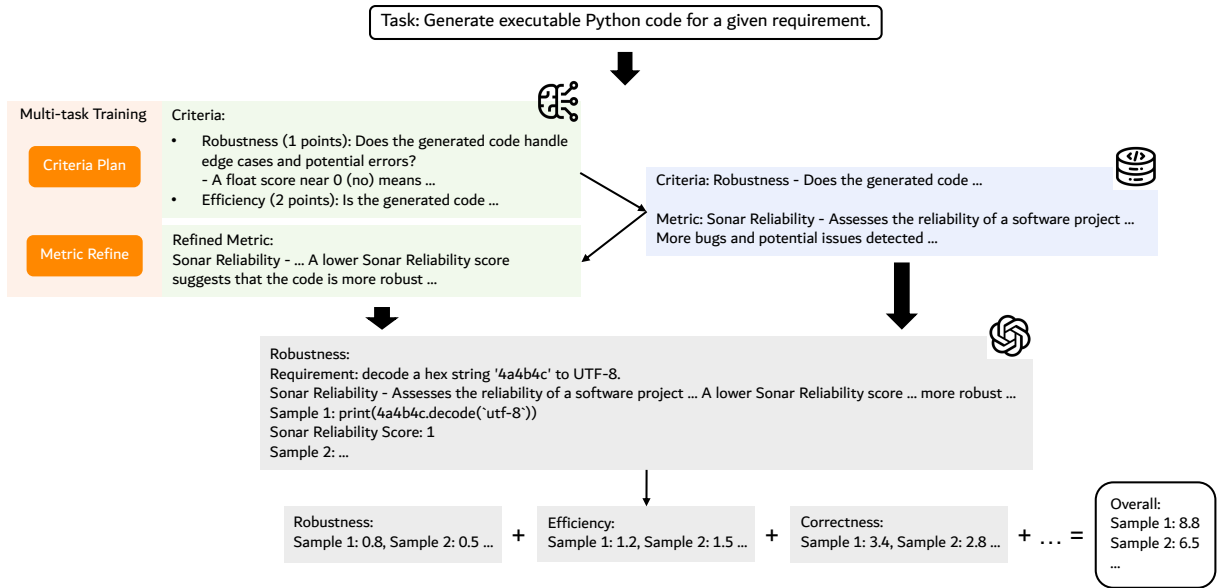 Task: Generate executable Python code for a given requirement.
Multi-task Training
Criteria Plan
Metric Refine
Criteria:
• Robustness (1 points): Does the generated code handle
edge cases and potential errors?
- A float score near 0 (no) means ...
• Efficiency (2 points): Is the generated code ...
Refined Metric:
Sonar Reliability - ... A lower Sonar Reliability score
suggests that the code is more robust ...
Criteria: Robustness - Does the generated code ...
Metric: Sonar Reliability - Assesses the reliability of a software project ...
More bugs and potential issues detected ...
Robustness:
Requirement: decode a hex string '4a4b4c' to UTF-8.
Sonar Reliability - Assesses the reliability of a software project ... A lower Sonar Reliability score ... more robust ...
Sample 1: print(4a4b4c.decode(`utf-8`))
Sonar Reliability Score: 1
Sample 2: ...
Robustness:
Sample 1: 0.8, Sample 2: 0.5 ...
+
Efficiency:
Sample 1: 1.2, Sample 2: 1.5 ...
+
Correctness:
Sample 1: 3.4, Sample 2: 2.8 ...
+ ... =
Overall:
Sample 1: 8.8
Sample 2: 6.5
...